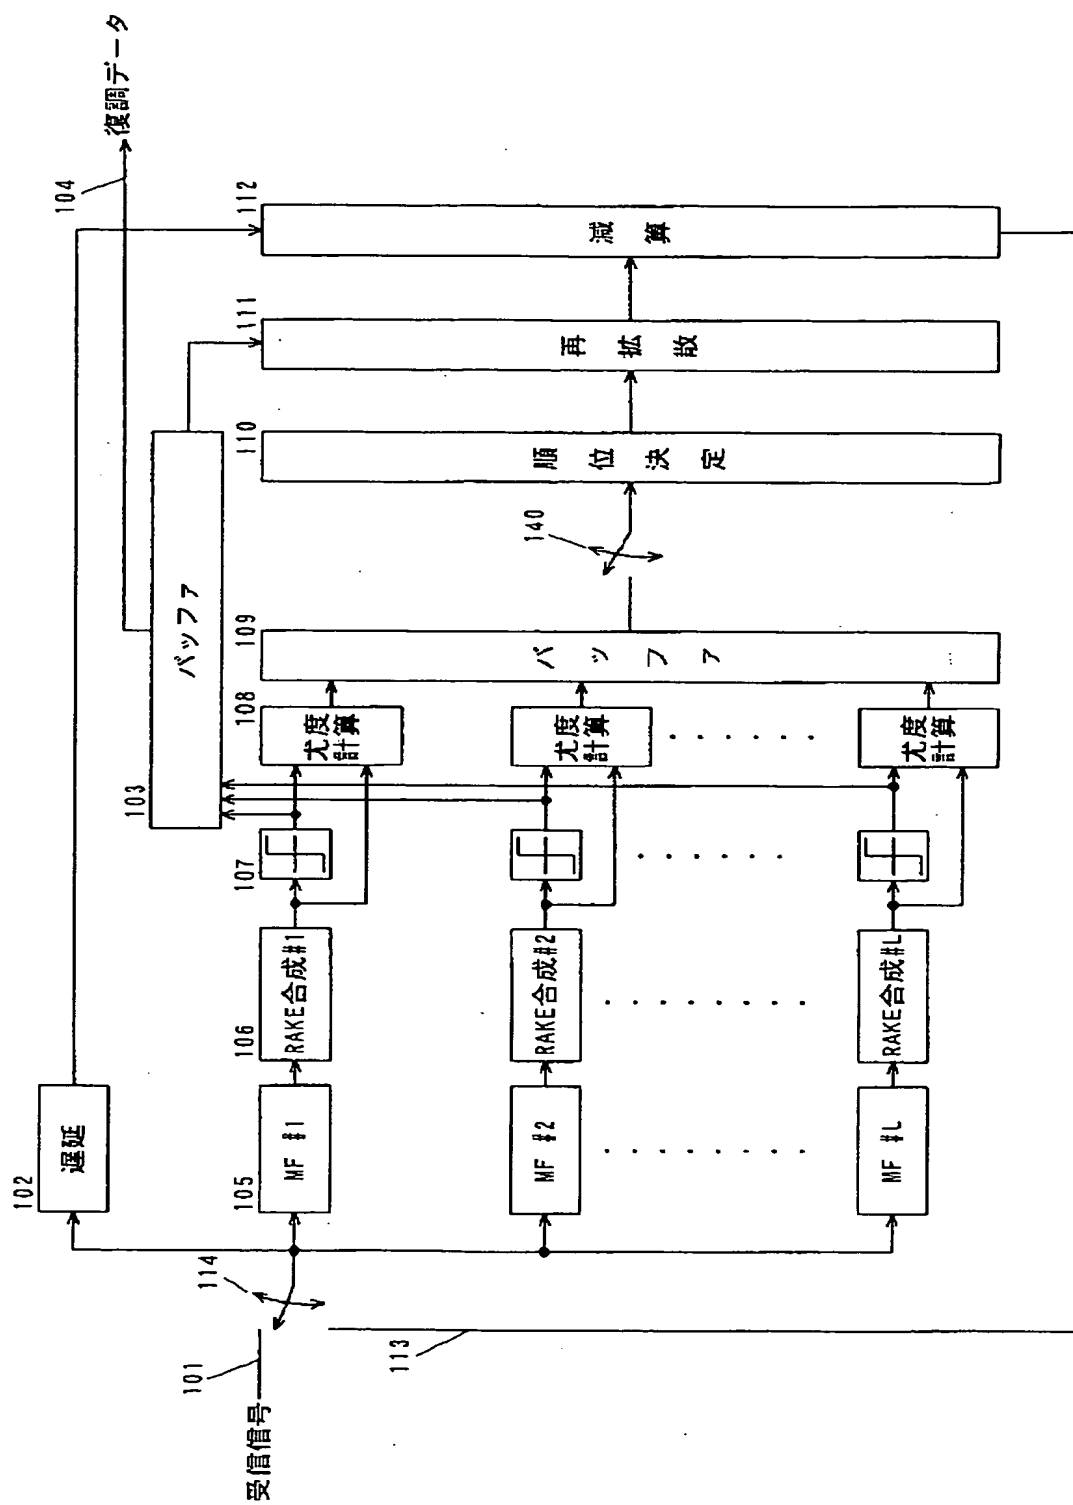 受信信号
101
114
113
102
遅延
105
MF #1
MF #2
MF #L
106
RAKE合成#1
RAKE合成#2
RAKE合成#L
107
103
バッファ
108
尤度
計算
尤度
計算
尤度
計算
109
バッファ
140
110
順位決定
111
再拡散
112
減算
104
復調データ